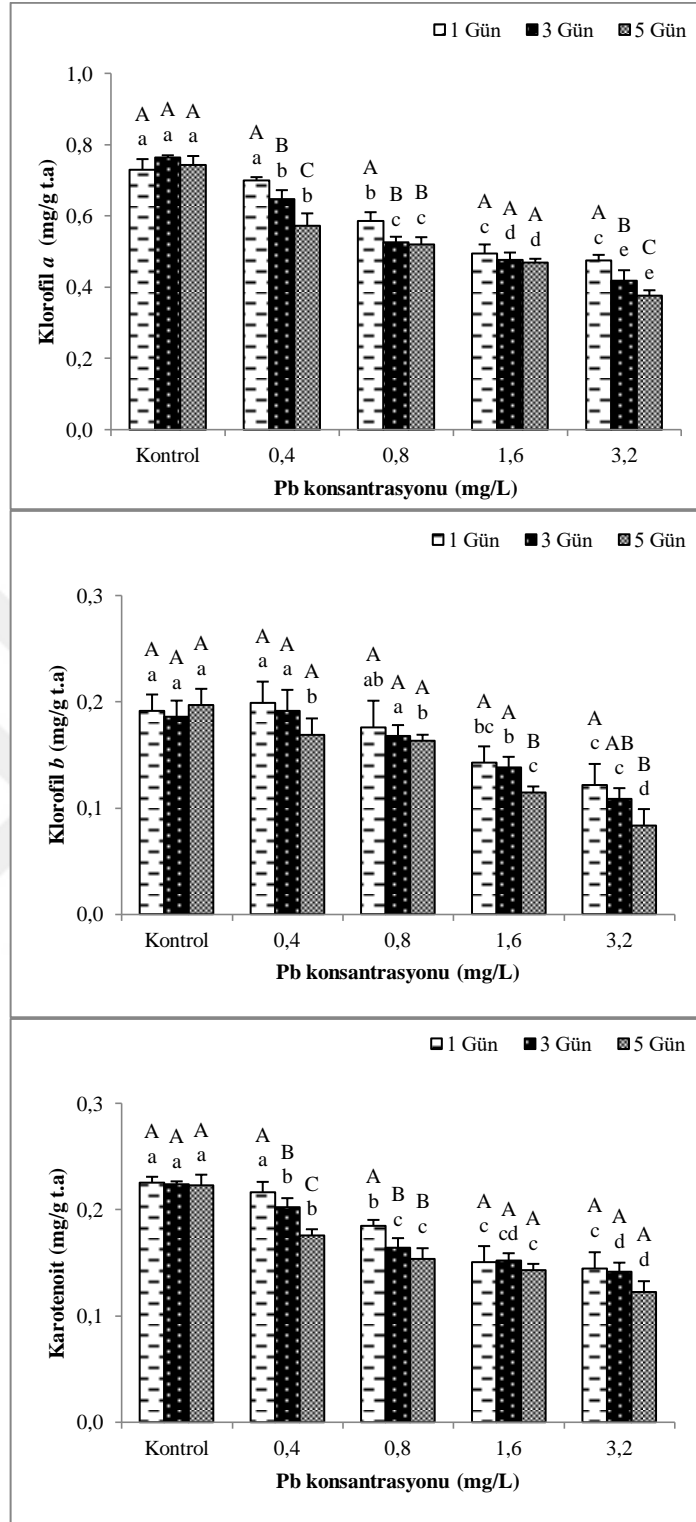 1 Gün 3 Gün 5 Gün
1,0
0,8
0,6
0,4
0,2
0,0
Klorofil a (mg/g t.a)
A A A
a a a
A B C
a b b
A B B
b c c
A A A
c d d
A B C
c e e
Kontrol 0,4 0,8 1,6 3,2
Pb konsantrasyonu (mg/L)
1 Gün 3 Gün 5 Gün
0,3
0,2
0,1
0,0
Klorofil b (mg/g t.a)
A A A
a a a
A A A
a a b
A A A
ab a b
A A B
bc b c
A AB B
c c d
Kontrol 0,4 0,8 1,6 3,2
Pb konsantrasyonu (mg/L)
1 Gün 3 Gün 5 Gün
0,3
0,2
0,1
0,0
Karotenoit (mg/g t.a)
A A A
a a a
A B C
a b b
A B B
b c c
A A A
c cd c
A A A
c d d
Kontrol 0,4 0,8 1,6 3,2
Pb konsantrasyonu (mg/L)